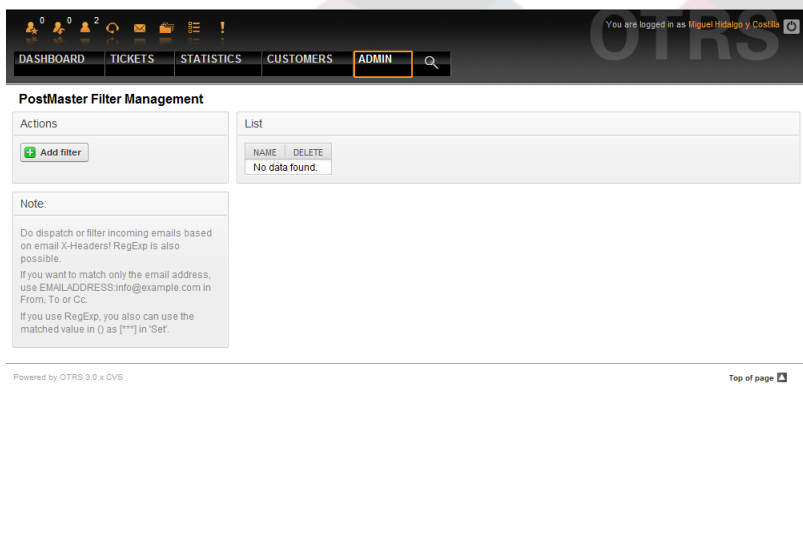 0 0 2
You are logged in as Miguel Hidalgo y Costilla
OTRS
DASHBOARD TICKETS STATISTICS CUSTOMERS ADMIN
PostMaster Filter Management
Actions
Add filter
List
NAME DELETE
No data found.
Note:
Do dispatch or filter incoming emails based
on email X-Headers! RegExp is also
possible.
If you want to match only the email address,
use EMAILADDRESS:info@example.com in
From, To or Cc.
If you use RegExp, you also can use the
matched value in () as [***] in 'Set'.
Powered by OTRS 3.0.x CVS
Top of page